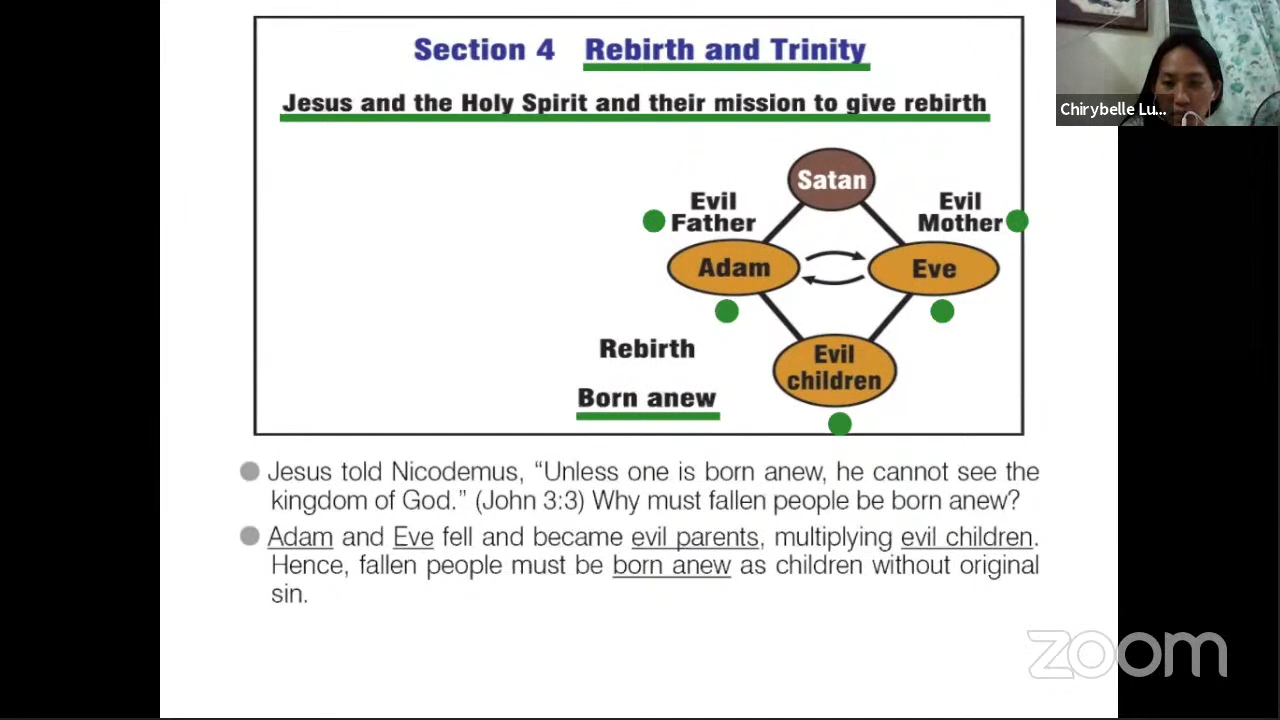 Section 4 Rebirth and Trinity
Jesus and the Holy Spirit and their mission to give rebirth
Chirybelle Lu...
Satan
Evil
Father
Evil
Mother
Adam
Eve
Rebirth
Evil
children
Born anew
Jesus told Nicodemus, “Unless one is born anew, he cannot see the
kingdom of God.” (John 3:3) Why must fallen people be born anew?
Adam and Eve fell and became evil parents, multiplying evil children.
Hence, fallen people must be born anew as children without original
sin.
zoom